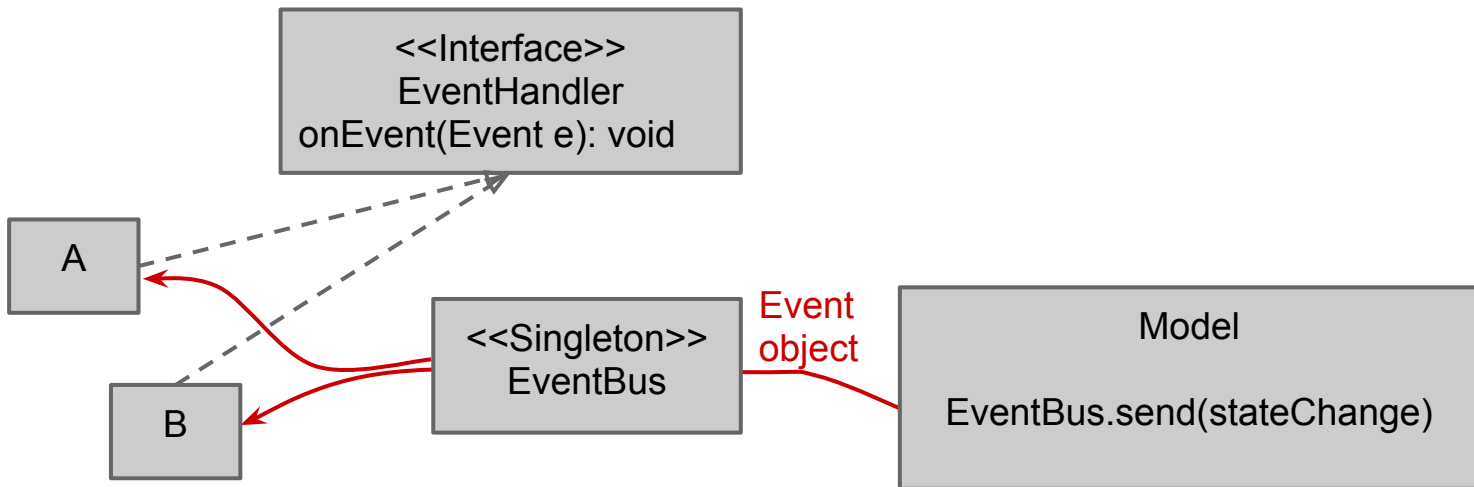 <<Interface>>
EventHandler
onEvent(Event e): void
A
B
<<Singleton>>
EventBus
Event
object
Model
EventBus.send(stateChange)